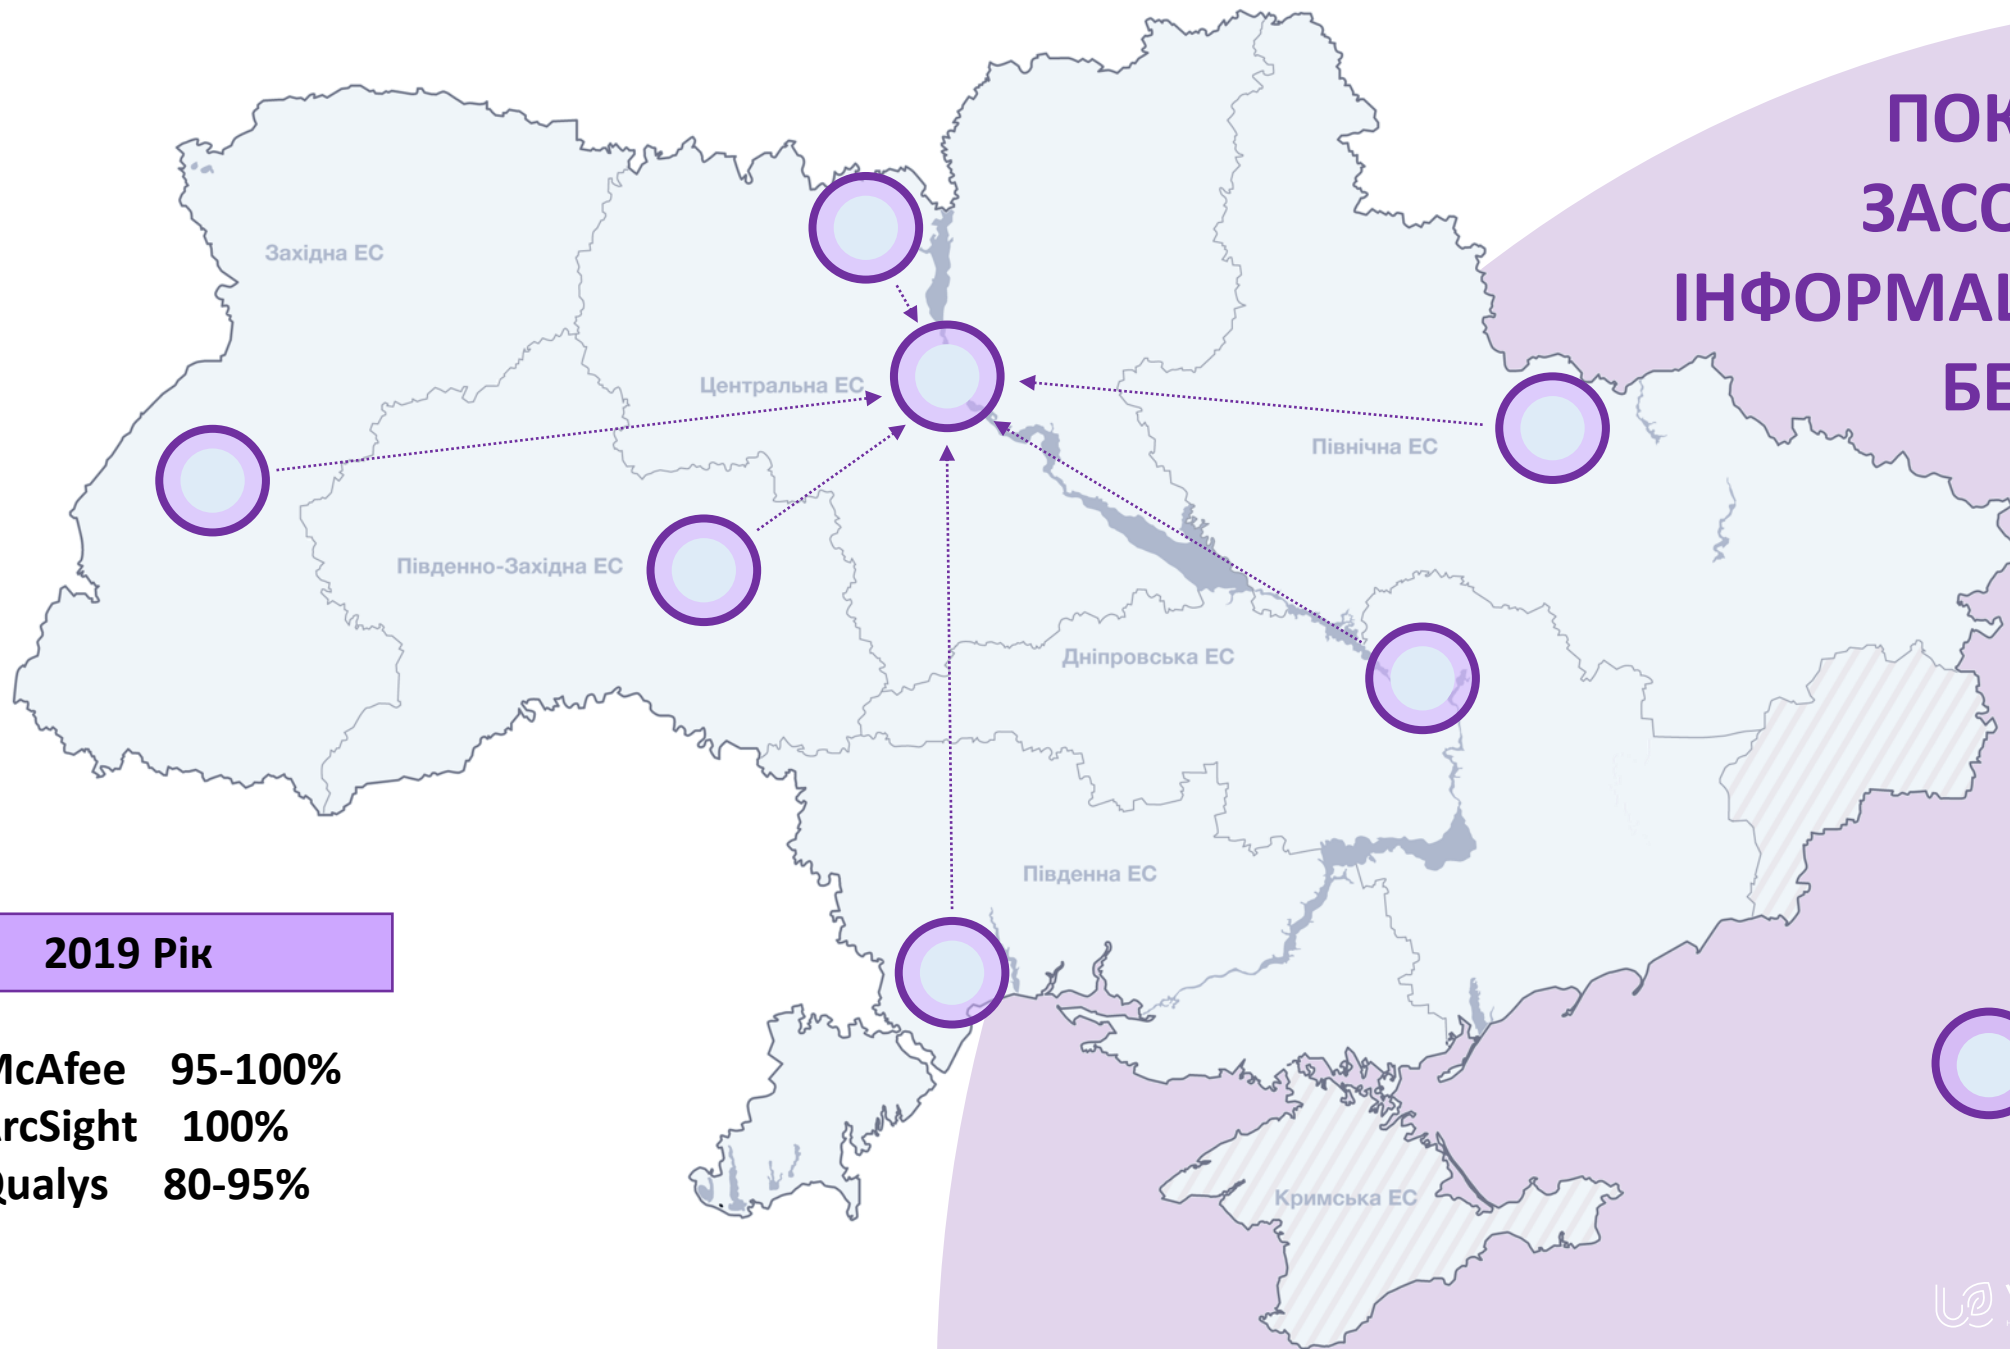 ПОК
ЗАСО
ІНФОРМАЦ
БЕ
Західна ЕС
Центральна ЕС
Північна ЕС
Південно-Західна ЕС
Дніпровська ЕС
Південна ЕС
Кримська ЕС
2019 Рік
McAfee 95-100%
ArcSight 100%
Qualys 80-95%